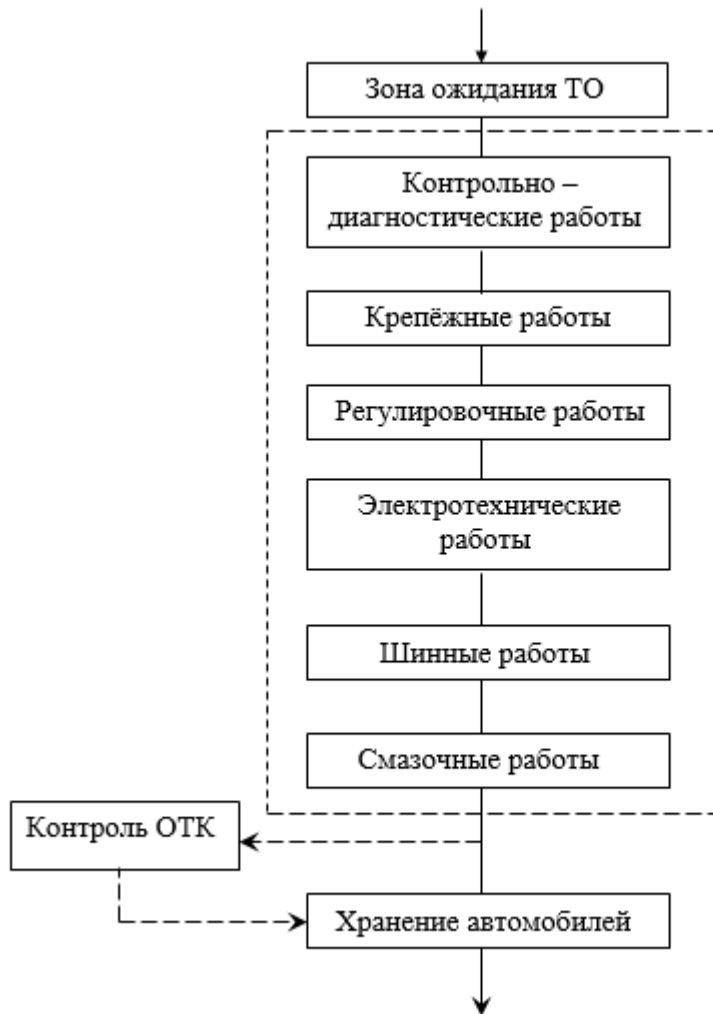 Зона ожидания ТО
Контрольно –
диагностические работы
Крепёжные работы
Регулировочные работы
Электротехнические
работы
Шинные работы
Смазочные работы
Контроль ОТК
Хранение автомобилей